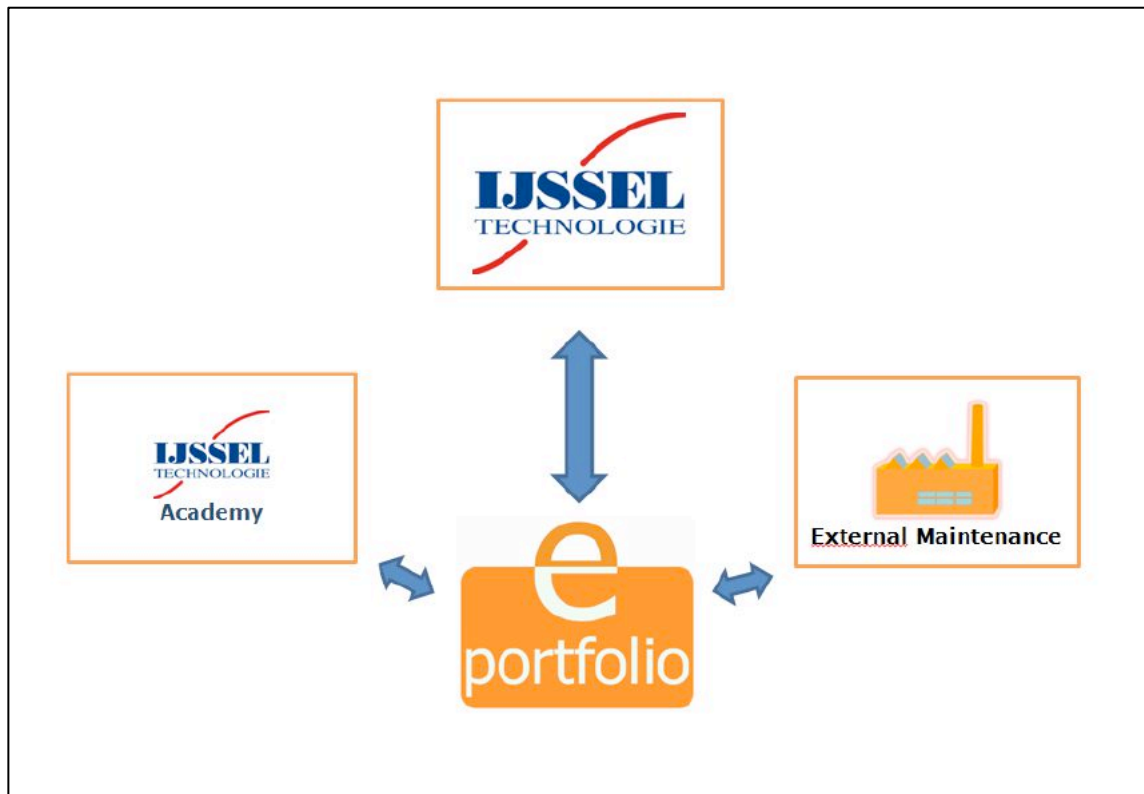 IJSSEL
TECHNOLOGIE
IJSSEL
TECHNOLOGIE
Academy
External Maintenance
e
portfolio